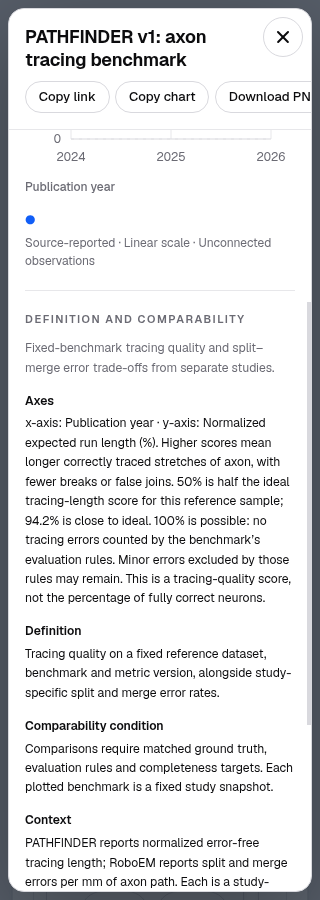 PATHFINDER v1: axon
tracing benchmark
Copy link
Copy chart
Download PN
0
2024
2025
2026
Publication year
Source-reported · Linear scale · Unconnected
observations
DEFINITION AND COMPARABILITY
Fixed-benchmark tracing quality and split–
merge error trade-offs from separate studies.
Axes
x-axis: Publication year · y-axis: Normalized
expected run length (%). Higher scores mean
longer correctly traced stretches of axon, with
fewer breaks or false joins. 50% is half the ideal
tracing-length score for this reference sample;
94.2% is close to ideal. 100% is possible: no
tracing errors counted by the benchmark’s
evaluation rules. Minor errors excluded by those
rules may remain. This is a tracing-quality score,
not the percentage of fully correct neurons.
Definition
Tracing quality on a fixed reference dataset,
benchmark and metric version, alongside study-
specific split and merge error rates.
Comparability condition
Comparisons require matched ground truth,
evaluation rules and completeness targets. Each
plotted benchmark is a fixed study snapshot.
Context
PATHFINDER reports normalized error-free
tracing length; RoboEM reports split and merge
errors per mm of axon path. Each is a study-